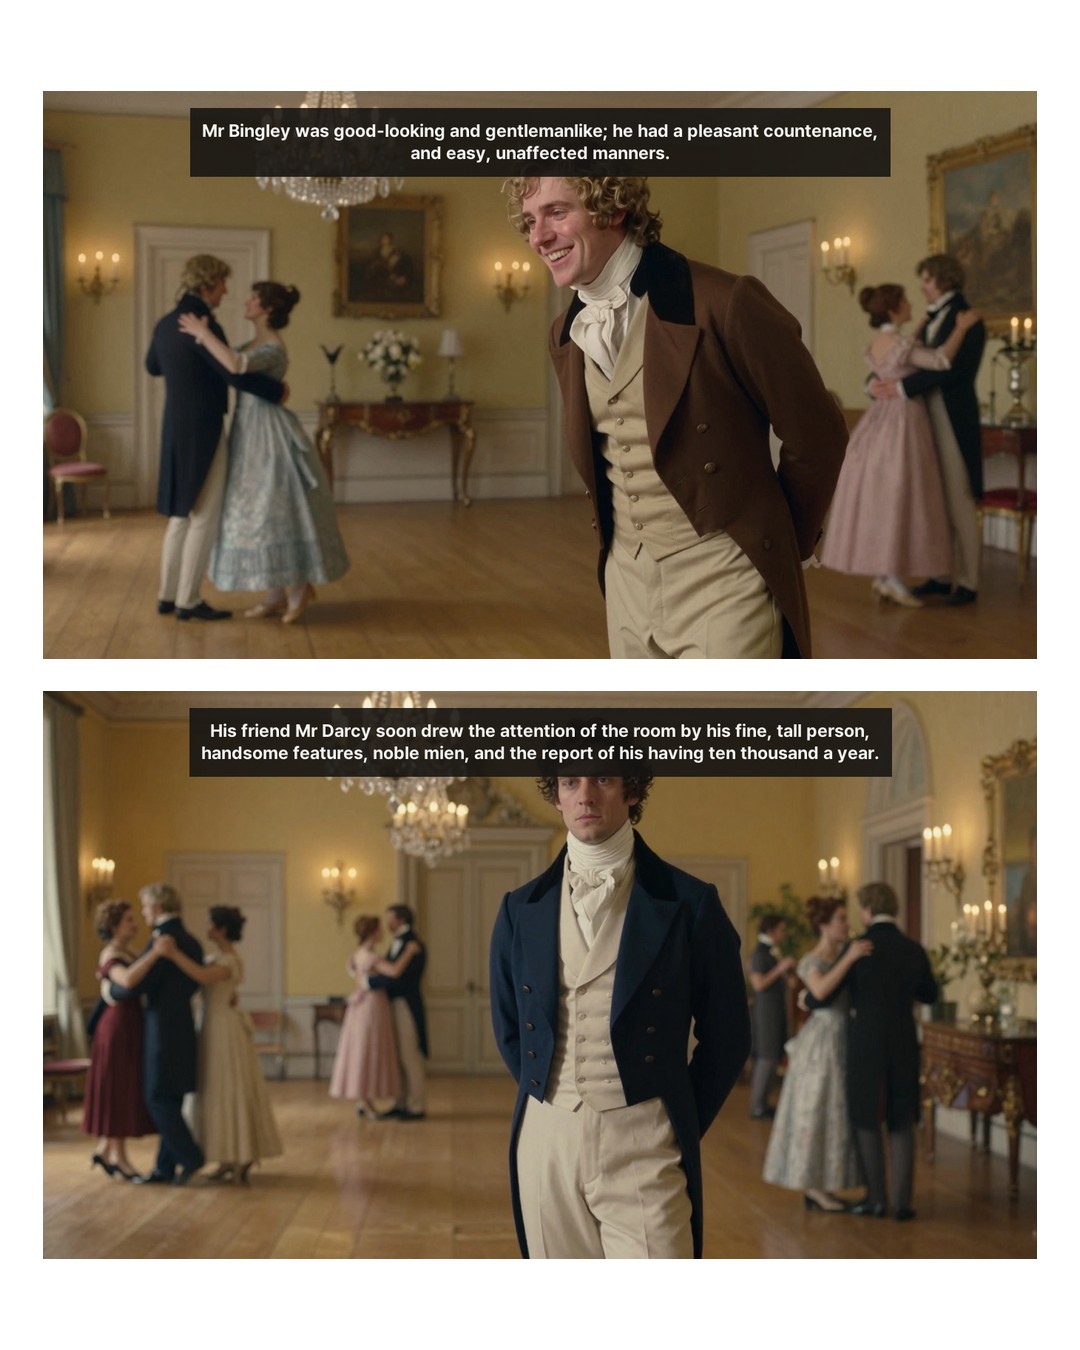 Mr Bingley was good-looking and gentlemanlike; he had a pleasant countenance,
and easy, unaffected manners.
His friend Mr Darcy soon drew the attention of the room by his fine, tall person,
handsome features, noble mien, and the report of his having ten thousand a year.